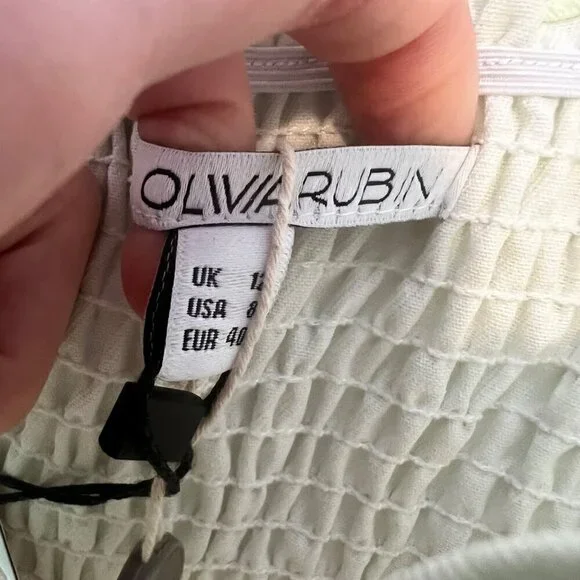 OLIVIA RUBIN
UK 12
USA 8
EUR 40